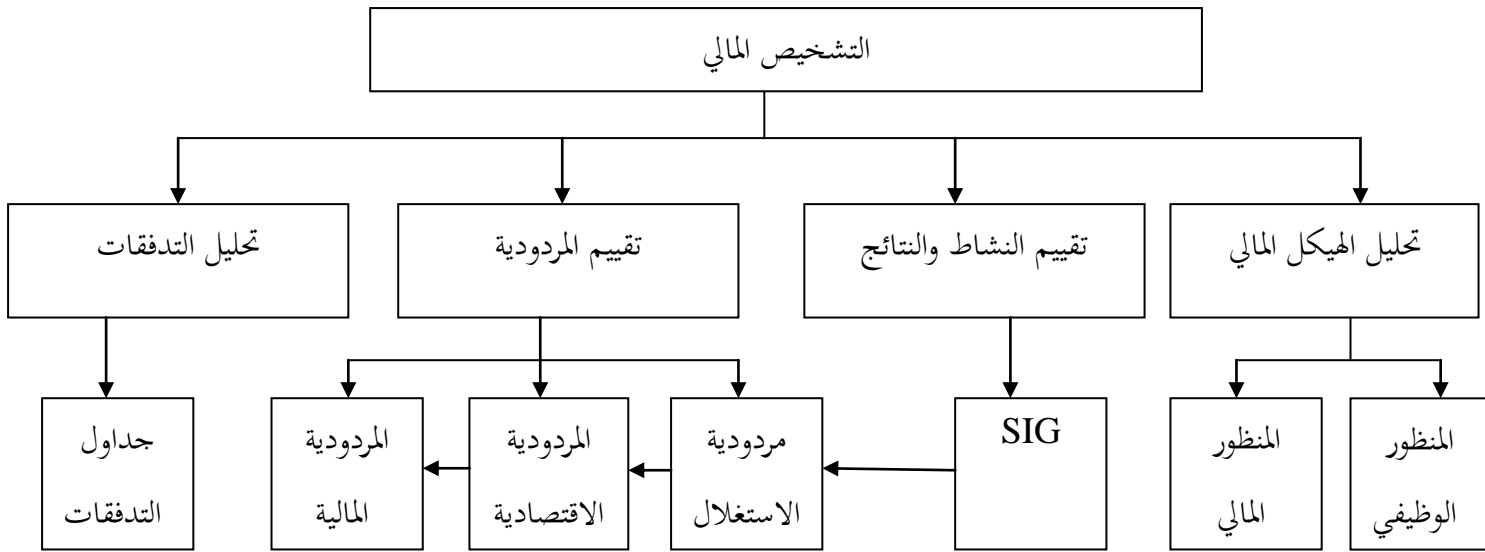 التشخيص المالي
تحليل الهيكل المالي
تقييم النشاط والنتائج
تقييم المردودية
تحليل التدفقات
المنظور
الوظيفي
المنظور
المالي
SIG
مردودية
الاستغلال
المردودية
الاقتصادية
المردودية
المالية
جداول
التدفقات